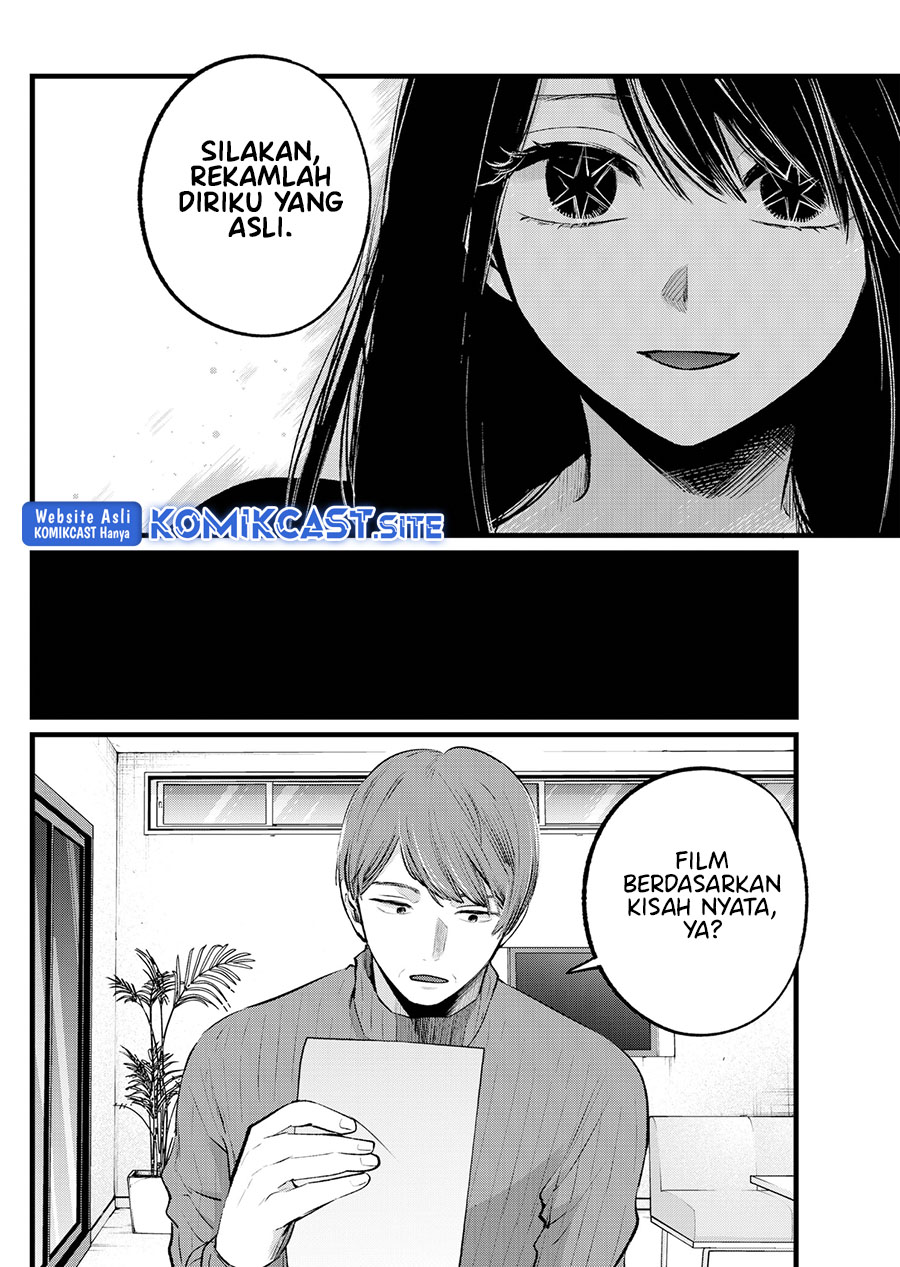 SILAKAN,
REKAMLAH
DIRIKU YANG
ASLI.
Website Asli
KOMIKCAST Hanya
KOMIKCAST.SITE
FILM
BERDASARKAN
KISAH NYATA,
YA?